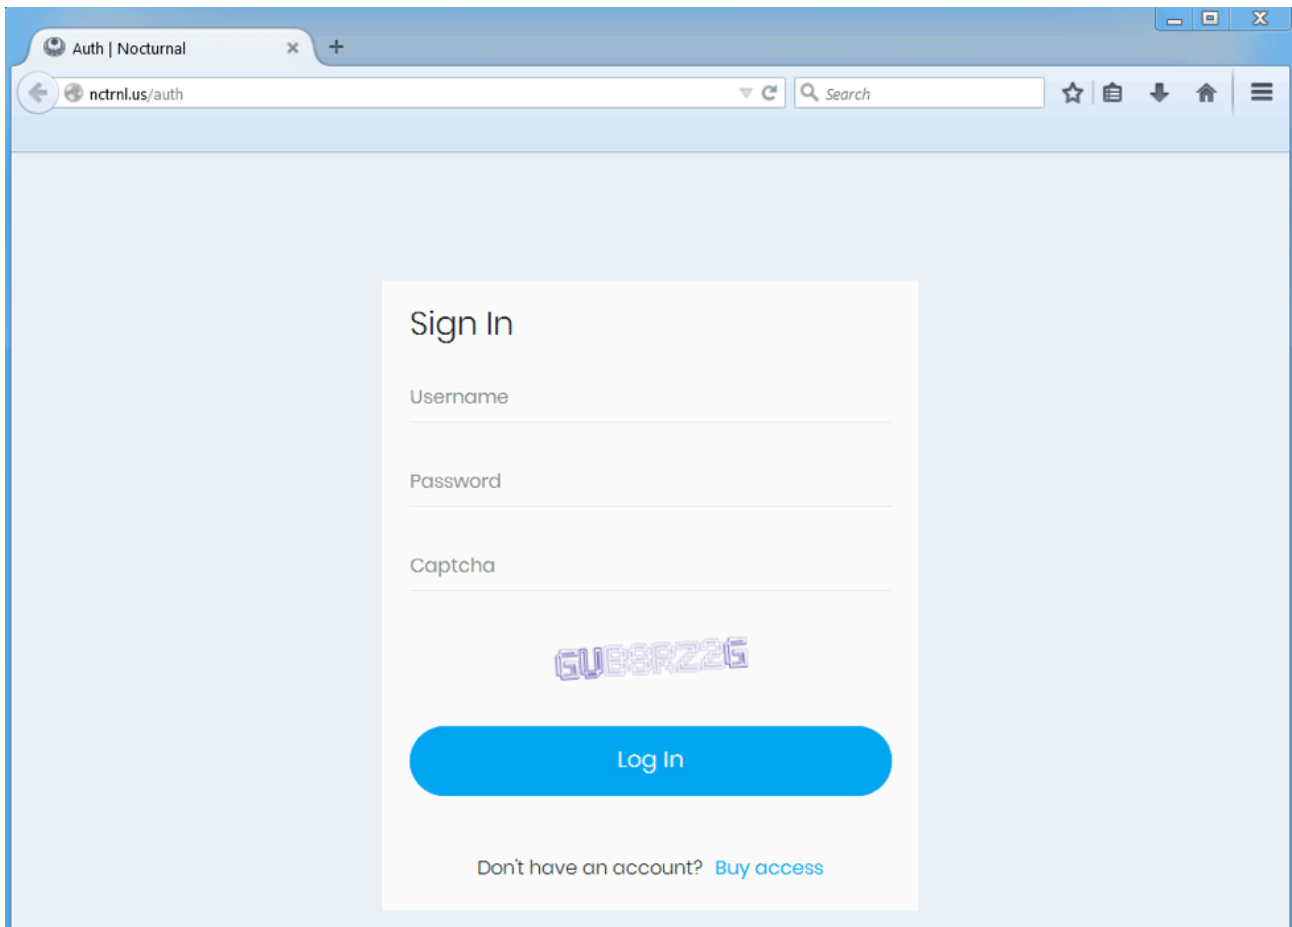 Auth | Nocturnal
nctrnl.us/auth
Search
Sign In
Username
Password
Captcha
Log In
Don't have an account? Buy access